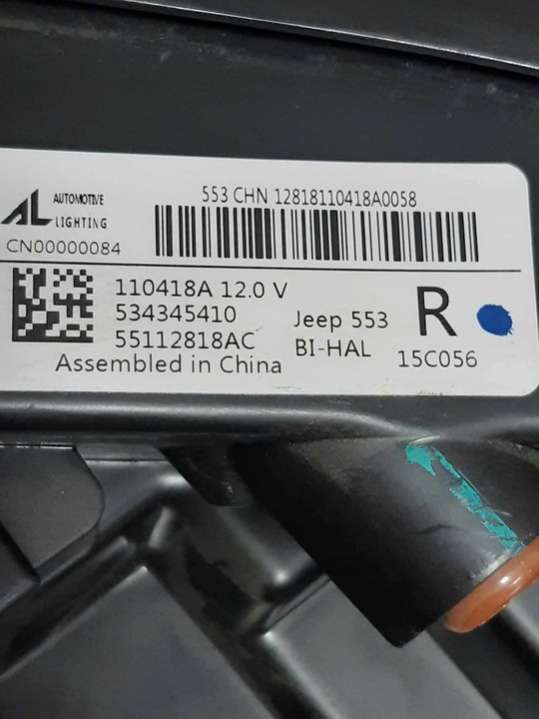 553 CHN 12818110418A0058
AL AUTOMOTIVE
LIGHTING
CN00000084
110418A 12.0 V
534345410
55112818AC
Jeep 553
BI-HAL
R
15C056
Assembled in China